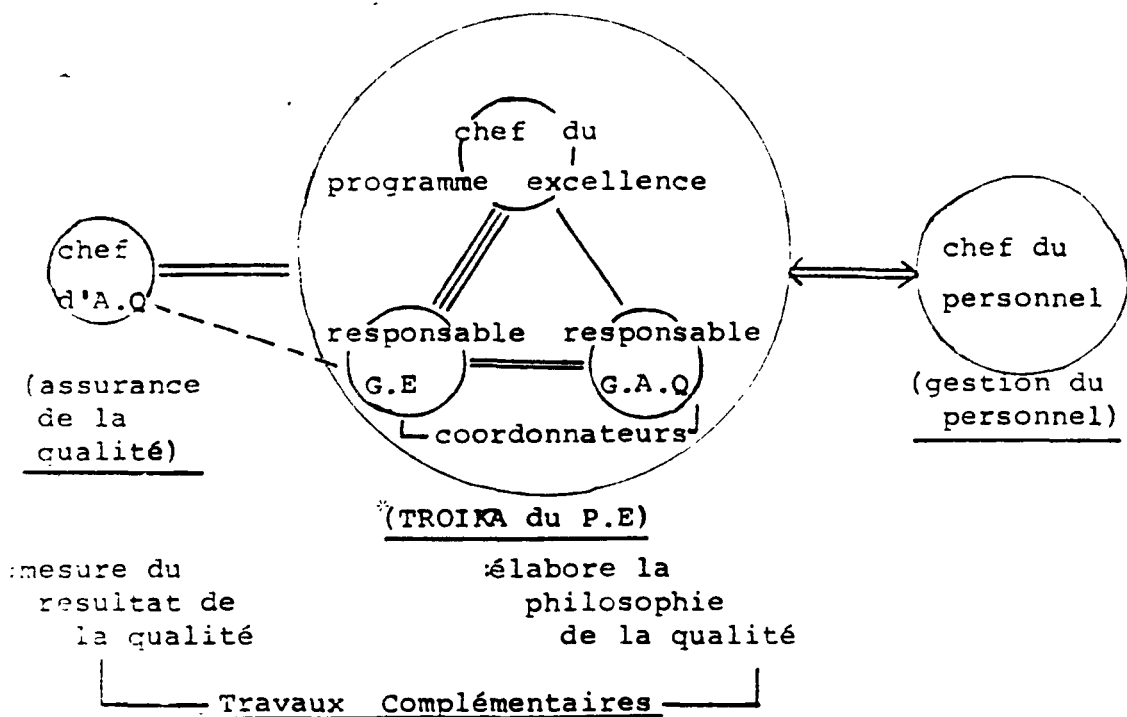 chef du
programme excellence
chef
d'A.Q
chef du
personnel
responsable responsable
G.E G.A.Q
coordonnateurs
(assurance
de la
qualité)
(gestion du
personnel)
*(TROIKA du P.E)
:mesure du
resultat de
la qualité
:élabore la
philosophie
de la qualité
Travaux Complémentaires